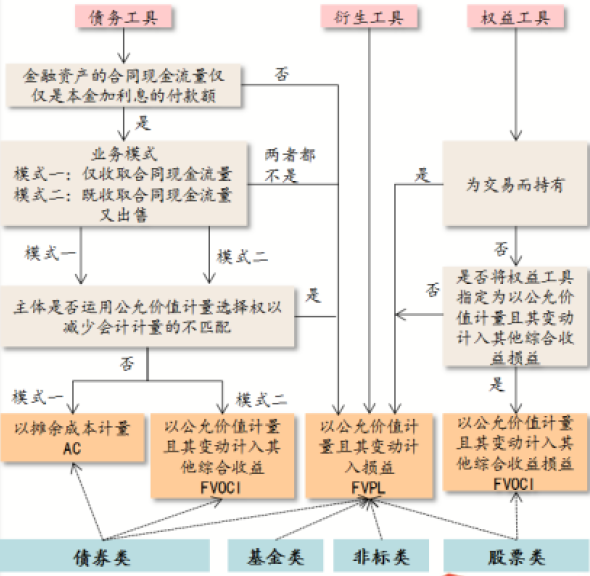 债务工具
衍生工具
权益工具
金融资产的合同现金流量仅
仅是本金加利息的付款额
否
是
业务模式
模式一：仅收取合同现金流量
模式二：既收取合同现金流量
又出售
两者都
不是
是
为交易而持有
模式一
模式二
否
是否将权益工具
指定为以公允价
值计量且其变动
计入其他综合收
益损益
主体是否运用公允价值计量选择权以
减少会计计量的不匹配
是
否
否
是
模式一
模式二
以摊余成本计量
AC
以公允价值计量
且其变动计入其
他综合收益
FVOCI
以公允价值计
量且其变动计
入损益
FVPL
以公允价值计量
且其变动计入其
他综合收益损益
FVOCI
债券类
基金类
非标类
股票类